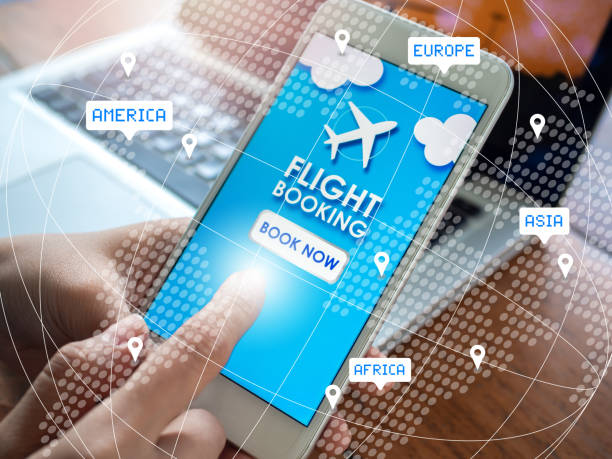 EUROPE
AMERICA
FLIGHT
BOOKING
BOOK NOW
ASIA
AFRICA